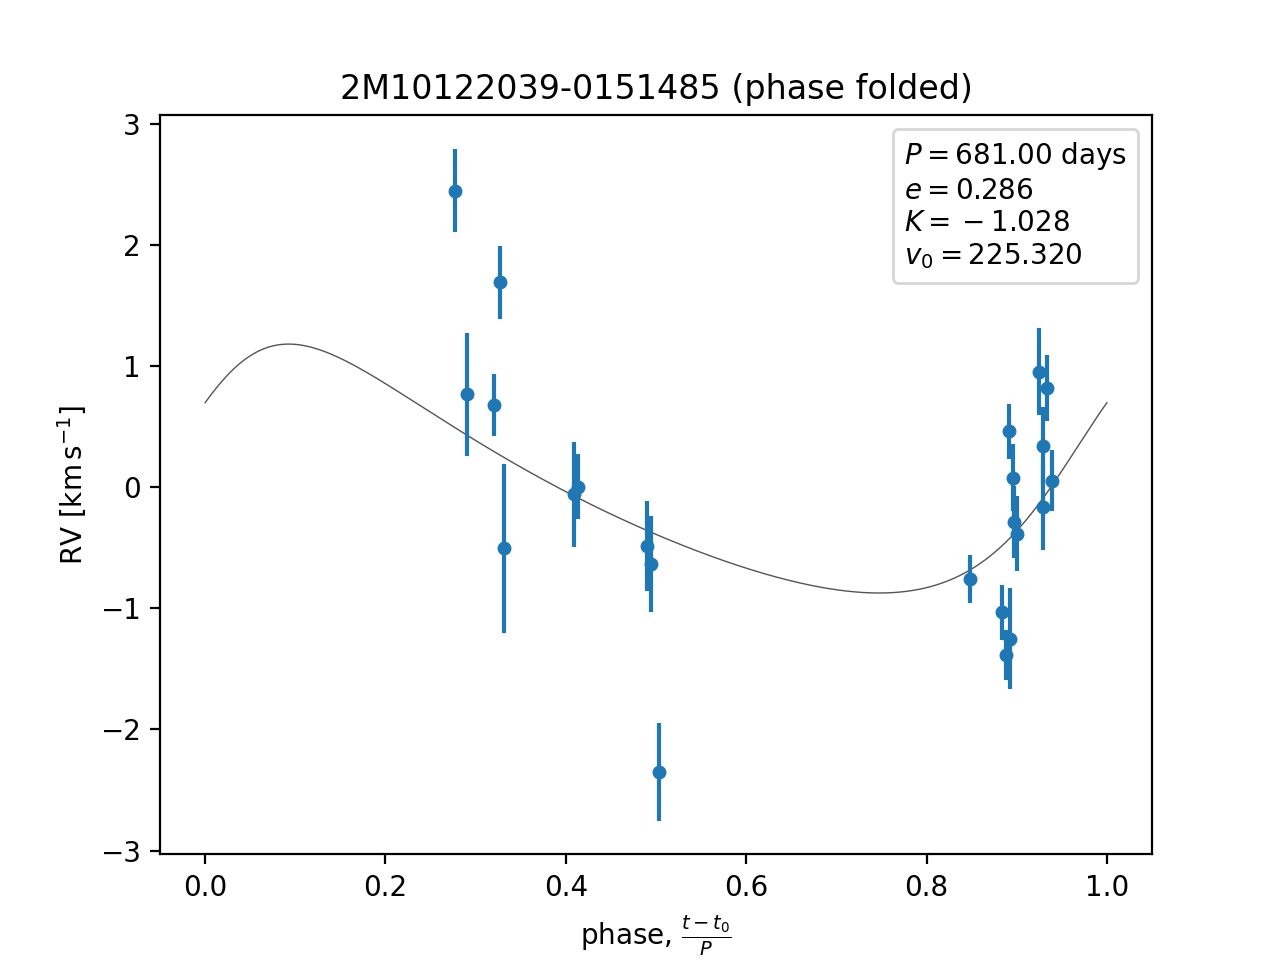 2M10122039-0151485 (phase folded)
P = 681.00 days
e = 0.286
K = −1.028
v₀ = 225.320
3
2
1
0
−1
−2
−3
RV [km s⁻¹]
0.0 0.2 0.4 0.6 0.8 1.0
phase, (t − t₀)/P